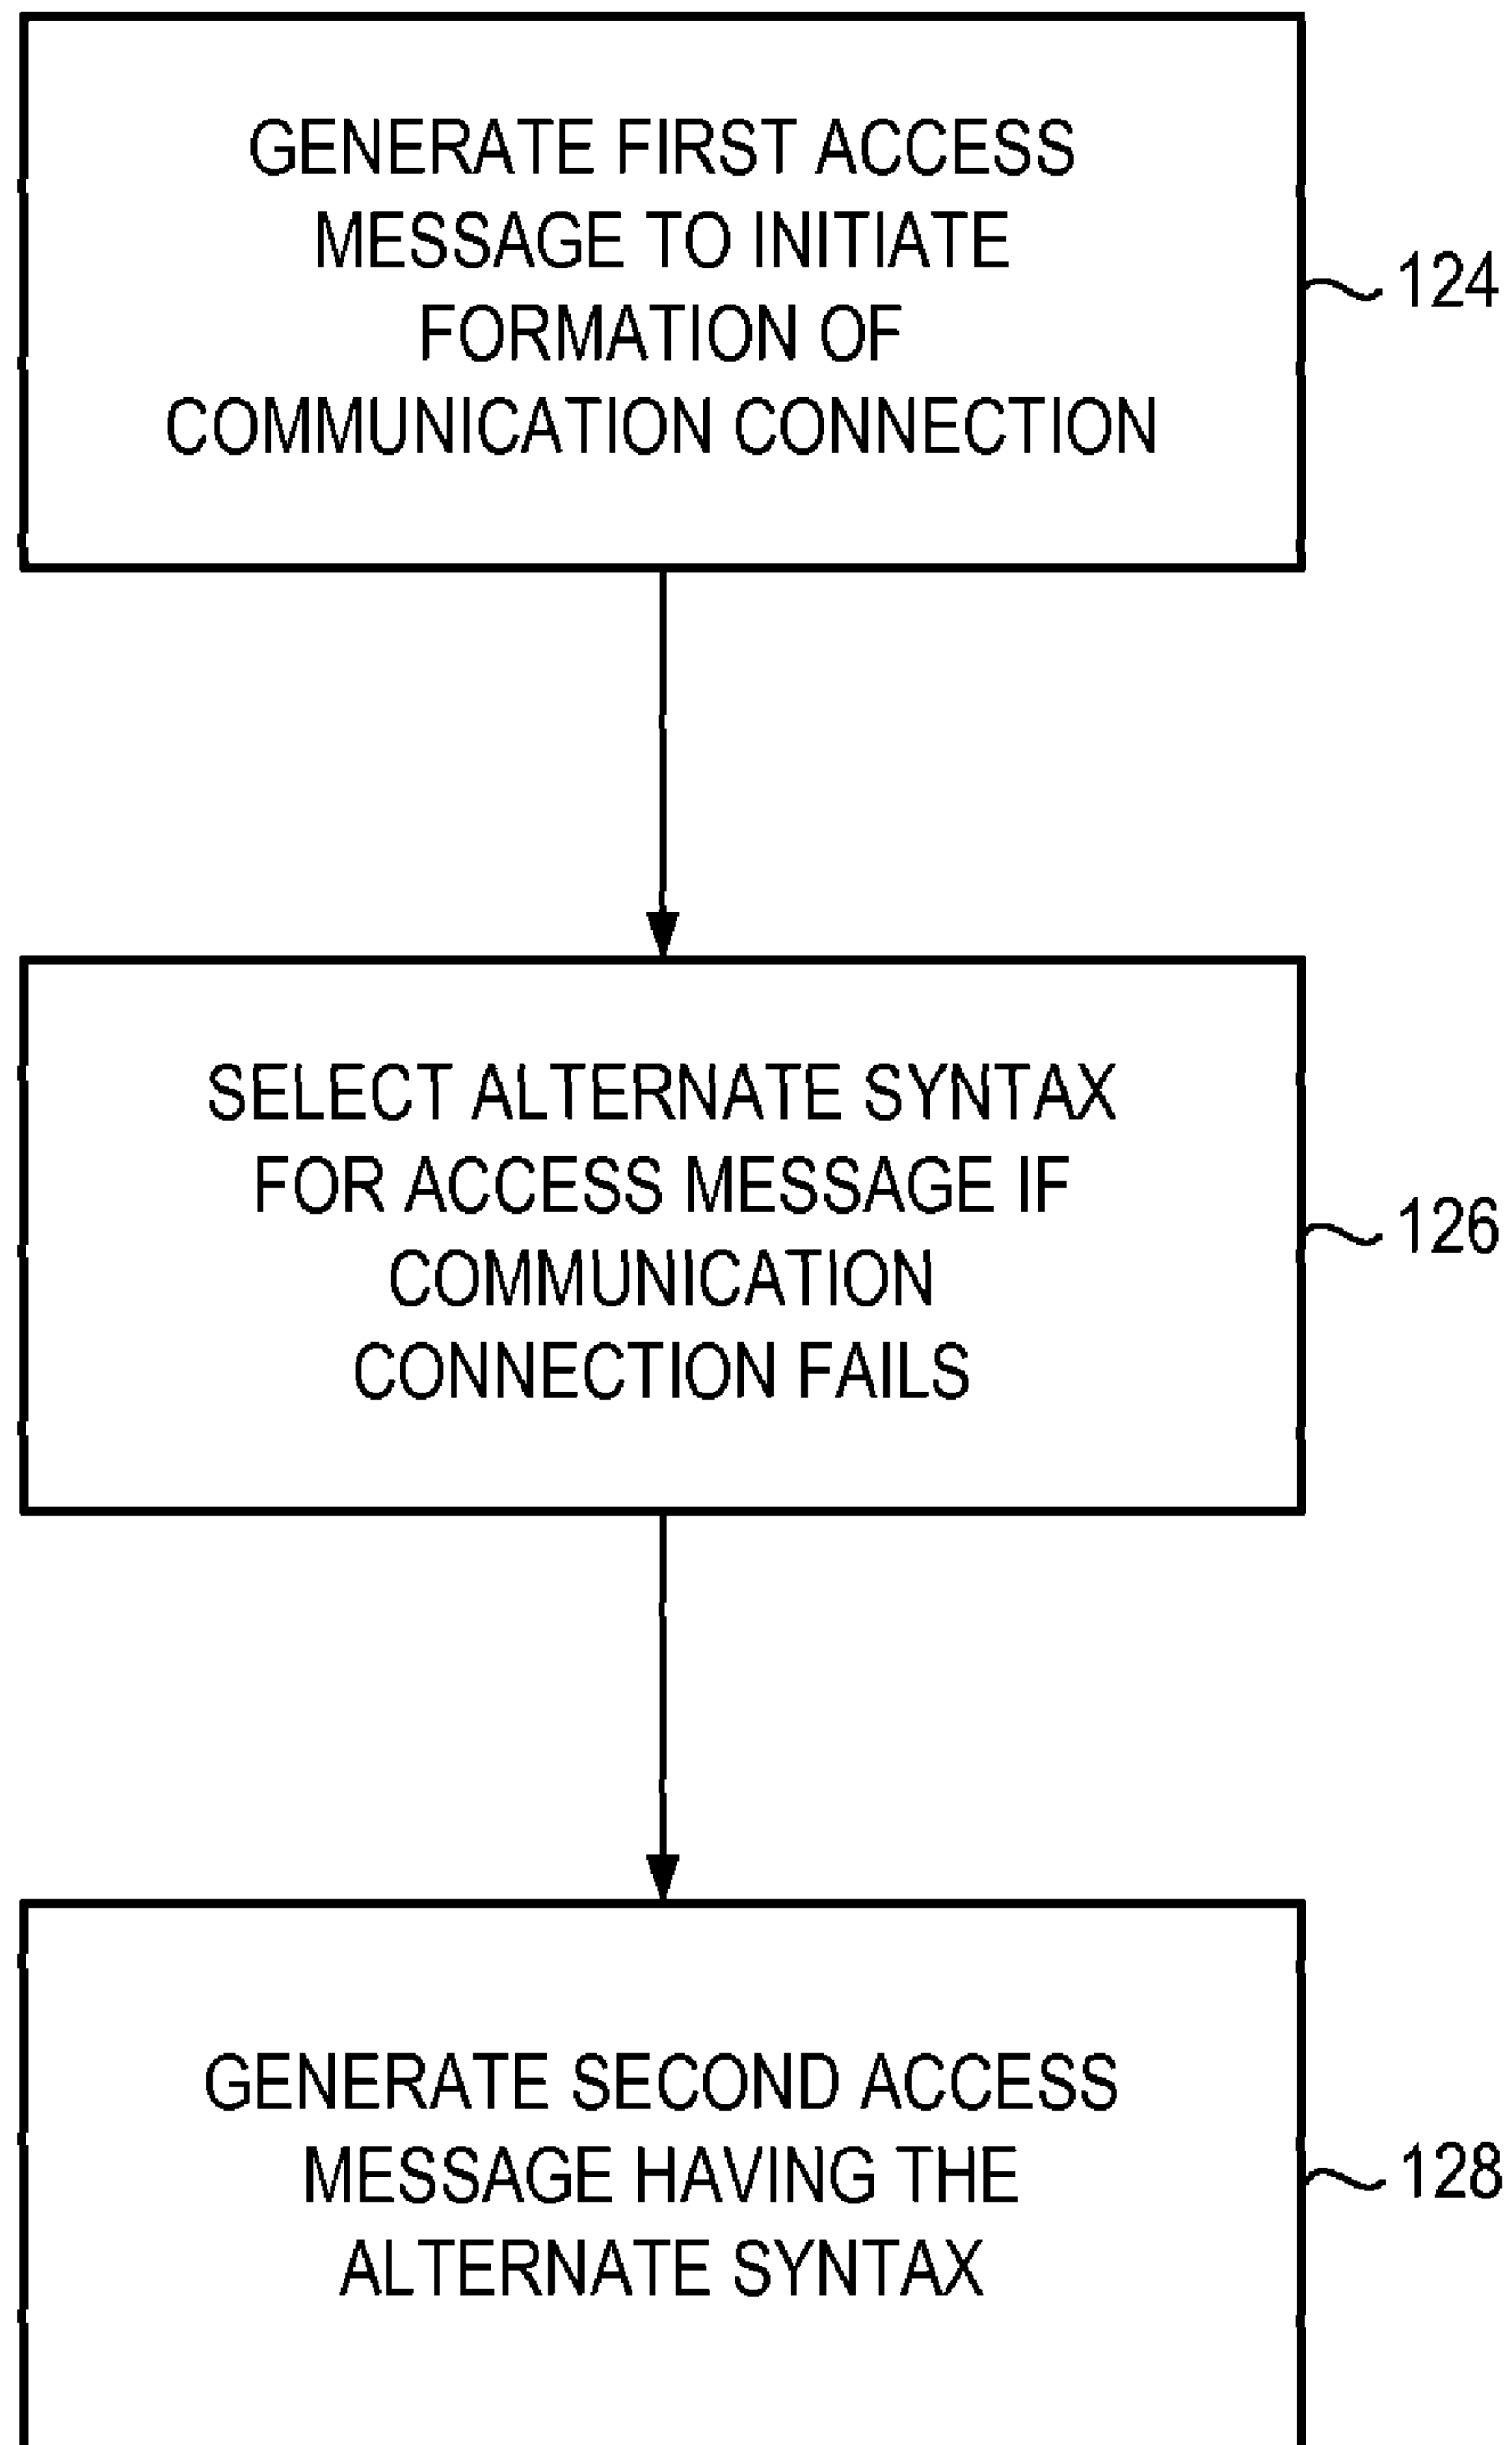 GENERATE FIRST ACCESS
MESSAGE TO INITIATE
FORMATION OF
COMMUNICATION CONNECTION
124
SELECT ALTERNATE SYNTAX
FOR ACCESS MESSAGE IF
COMMUNICATION
CONNECTION FAILS
126
GENERATE SECOND ACCESS
MESSAGE HAVING THE
ALTERNATE SYNTAX
128